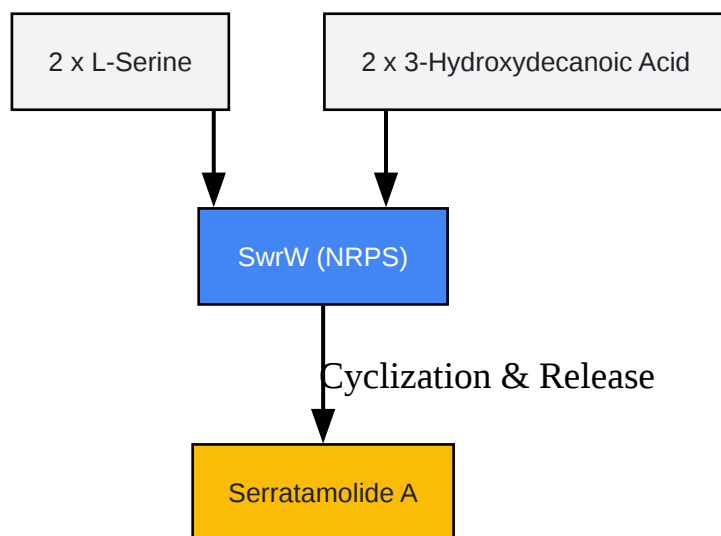 2 x L-Serine
2 x 3-Hydroxydecanoic Acid
SwrW (NRPS)
Cyclization & Release
Serratamolide A